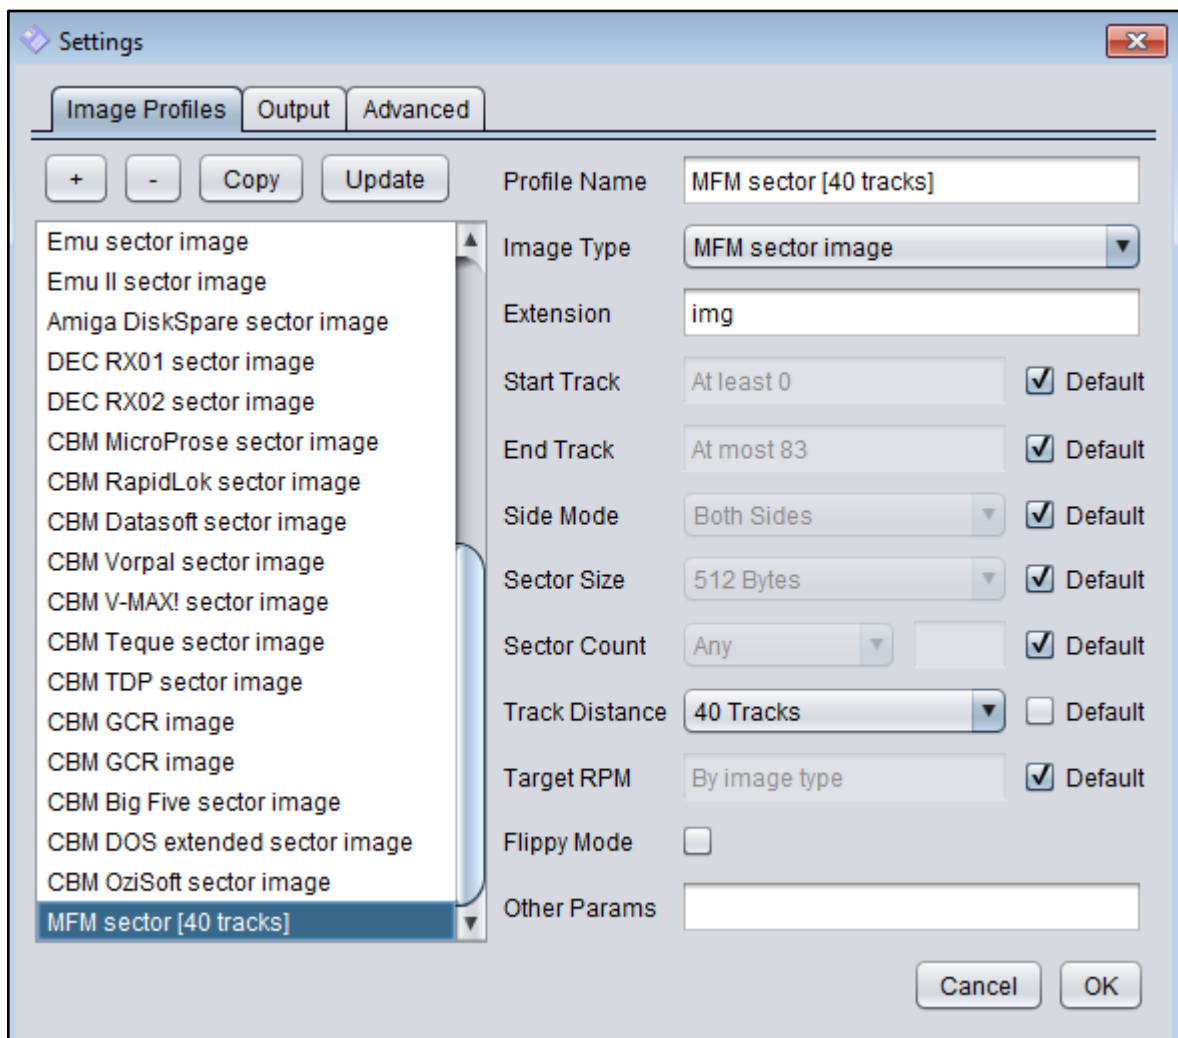 Settings
Image Profiles Output Advanced
+ - Copy Update
Emu sector image
Emu II sector image
Amiga DiskSpare sector image
DEC RX01 sector image
DEC RX02 sector image
CBM MicroProse sector image
CBM RapidLok sector image
CBM Datasoft sector image
CBM Vorpal sector image
CBM V-MAX! sector image
CBM Teque sector image
CBM TDP sector image
CBM GCR image
CBM GCR image
CBM Big Five sector image
CBM DOS extended sector image
CBM OziSoft sector image
MFM sector [40 tracks]
Profile Name MFM sector [40 tracks]
Image Type MFM sector image
Extension img
Start Track At least 0 Default
End Track At most 83 Default
Side Mode Both Sides Default
Sector Size 512 Bytes Default
Sector Count Any Default
Track Distance 40 Tracks Default
Target RPM By image type Default
Flippy Mode
Other Params
Cancel OK